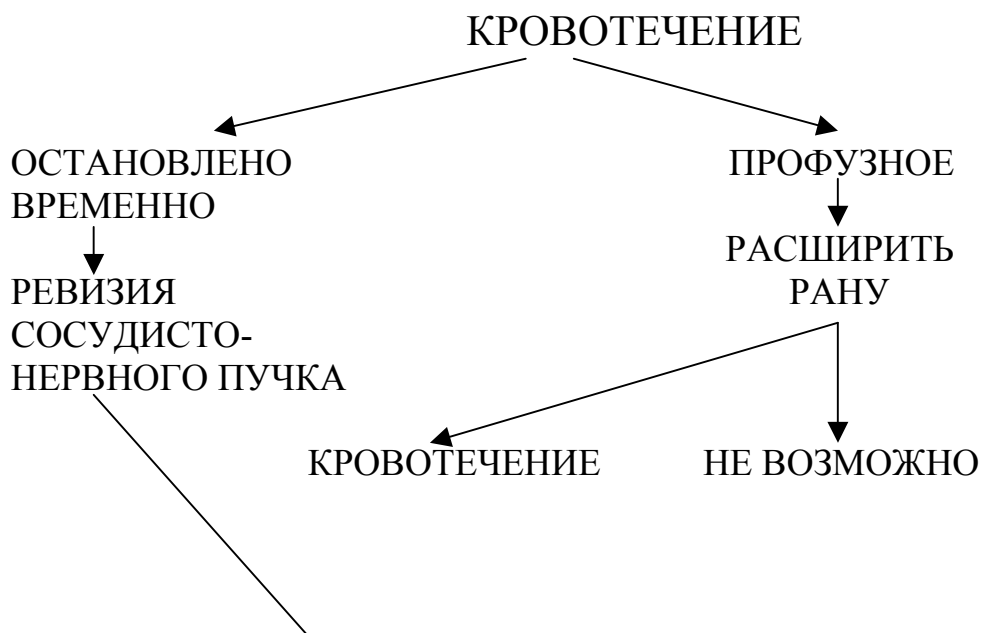 КРОВОТЕЧЕНИЕ
ОСТАНОВЛЕНО
ВРЕМЕННО
ПРОФУЗНОЕ
РЕВИЗИЯ
СОСУДИСТО-
НЕРВНОГО ПУЧКА
РАСШИРИТЬ
РАНУ
КРОВОТЕЧЕНИЕ
НЕ ВОЗМОЖНО